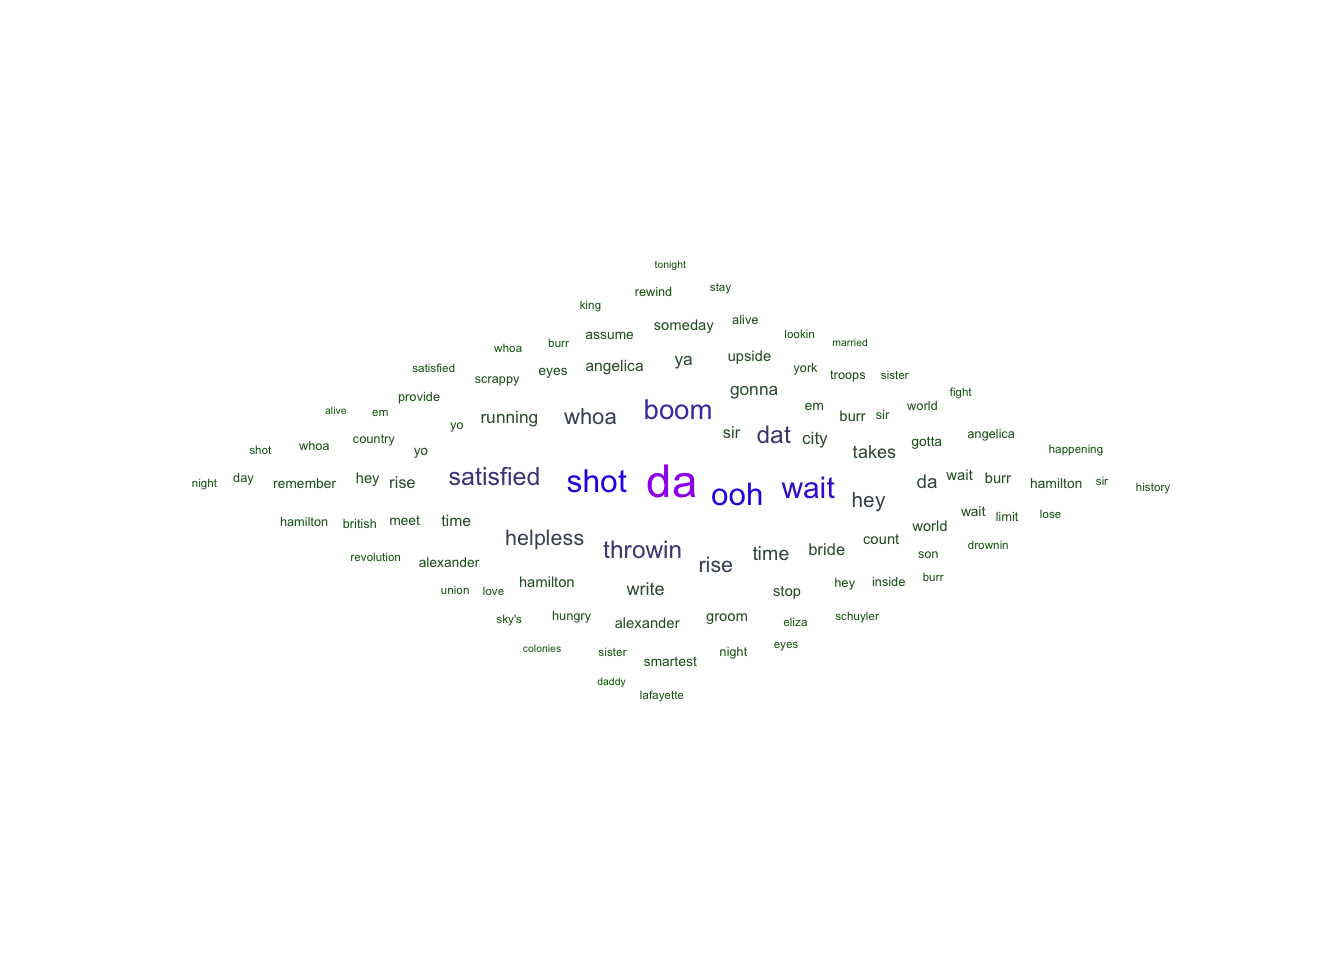 tonight
rewind
stay
king
someday
alive
assume
lookin
burr
married
whoa
upside
ya
angelica
york
satisfied
eyes
troops
sister
scrappy
gonna
fight
provide
em
world
boom
alive
em
whoa
burr
sir
running
yo
sir
dat
angelica
country
city
gotta
whoa
shot
yo
takes
happening
satisfied
wait
day
burr
shot
da
hey
rise
da
night
remember
hamilton
sir
history
wait
ooh
hey
wait
lose
limit
meet
time
hamilton
british
world
helpless
count
drownin
throwin
bride
time
son
revolution
alexander
rise
burr
hamilton
inside
hey
write
union
love
stop
hungry
groom
schuyler
sky's
alexander
eliza
eyes
colonies
sister
night
smartest
daddy
lafayette